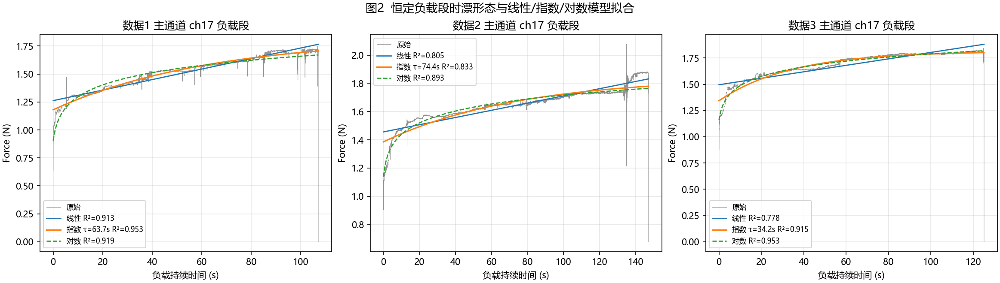 图2  恒定负载段时漂形态与线性/指数/对数模型拟合
数据1 主通道 ch17 负载段
Force (N)
1.75
1.50
1.25
1.00
0.75
0.50
0.25
0.00
原始
线性 R²=0.913
指数 τ=63.7s R²=0.953
对数 R²=0.919
0 20 40 60 80 100
负载持续时间 (s)
数据2 主通道 ch17 负载段
Force (N)
2.0
1.8
1.6
1.4
1.2
1.0
0.8
原始
线性 R²=0.805
指数 τ=74.4s R²=0.833
对数 R²=0.893
0 20 40 60 80 100 120 140
负载持续时间 (s)
数据3 主通道 ch17 负载段
Force (N)
1.75
1.50
1.25
1.00
0.75
0.50
0.25
0.00
原始
线性 R²=0.778
指数 τ=34.2s R²=0.915
对数 R²=0.953
0 20 40 60 80 100 120
负载持续时间 (s)